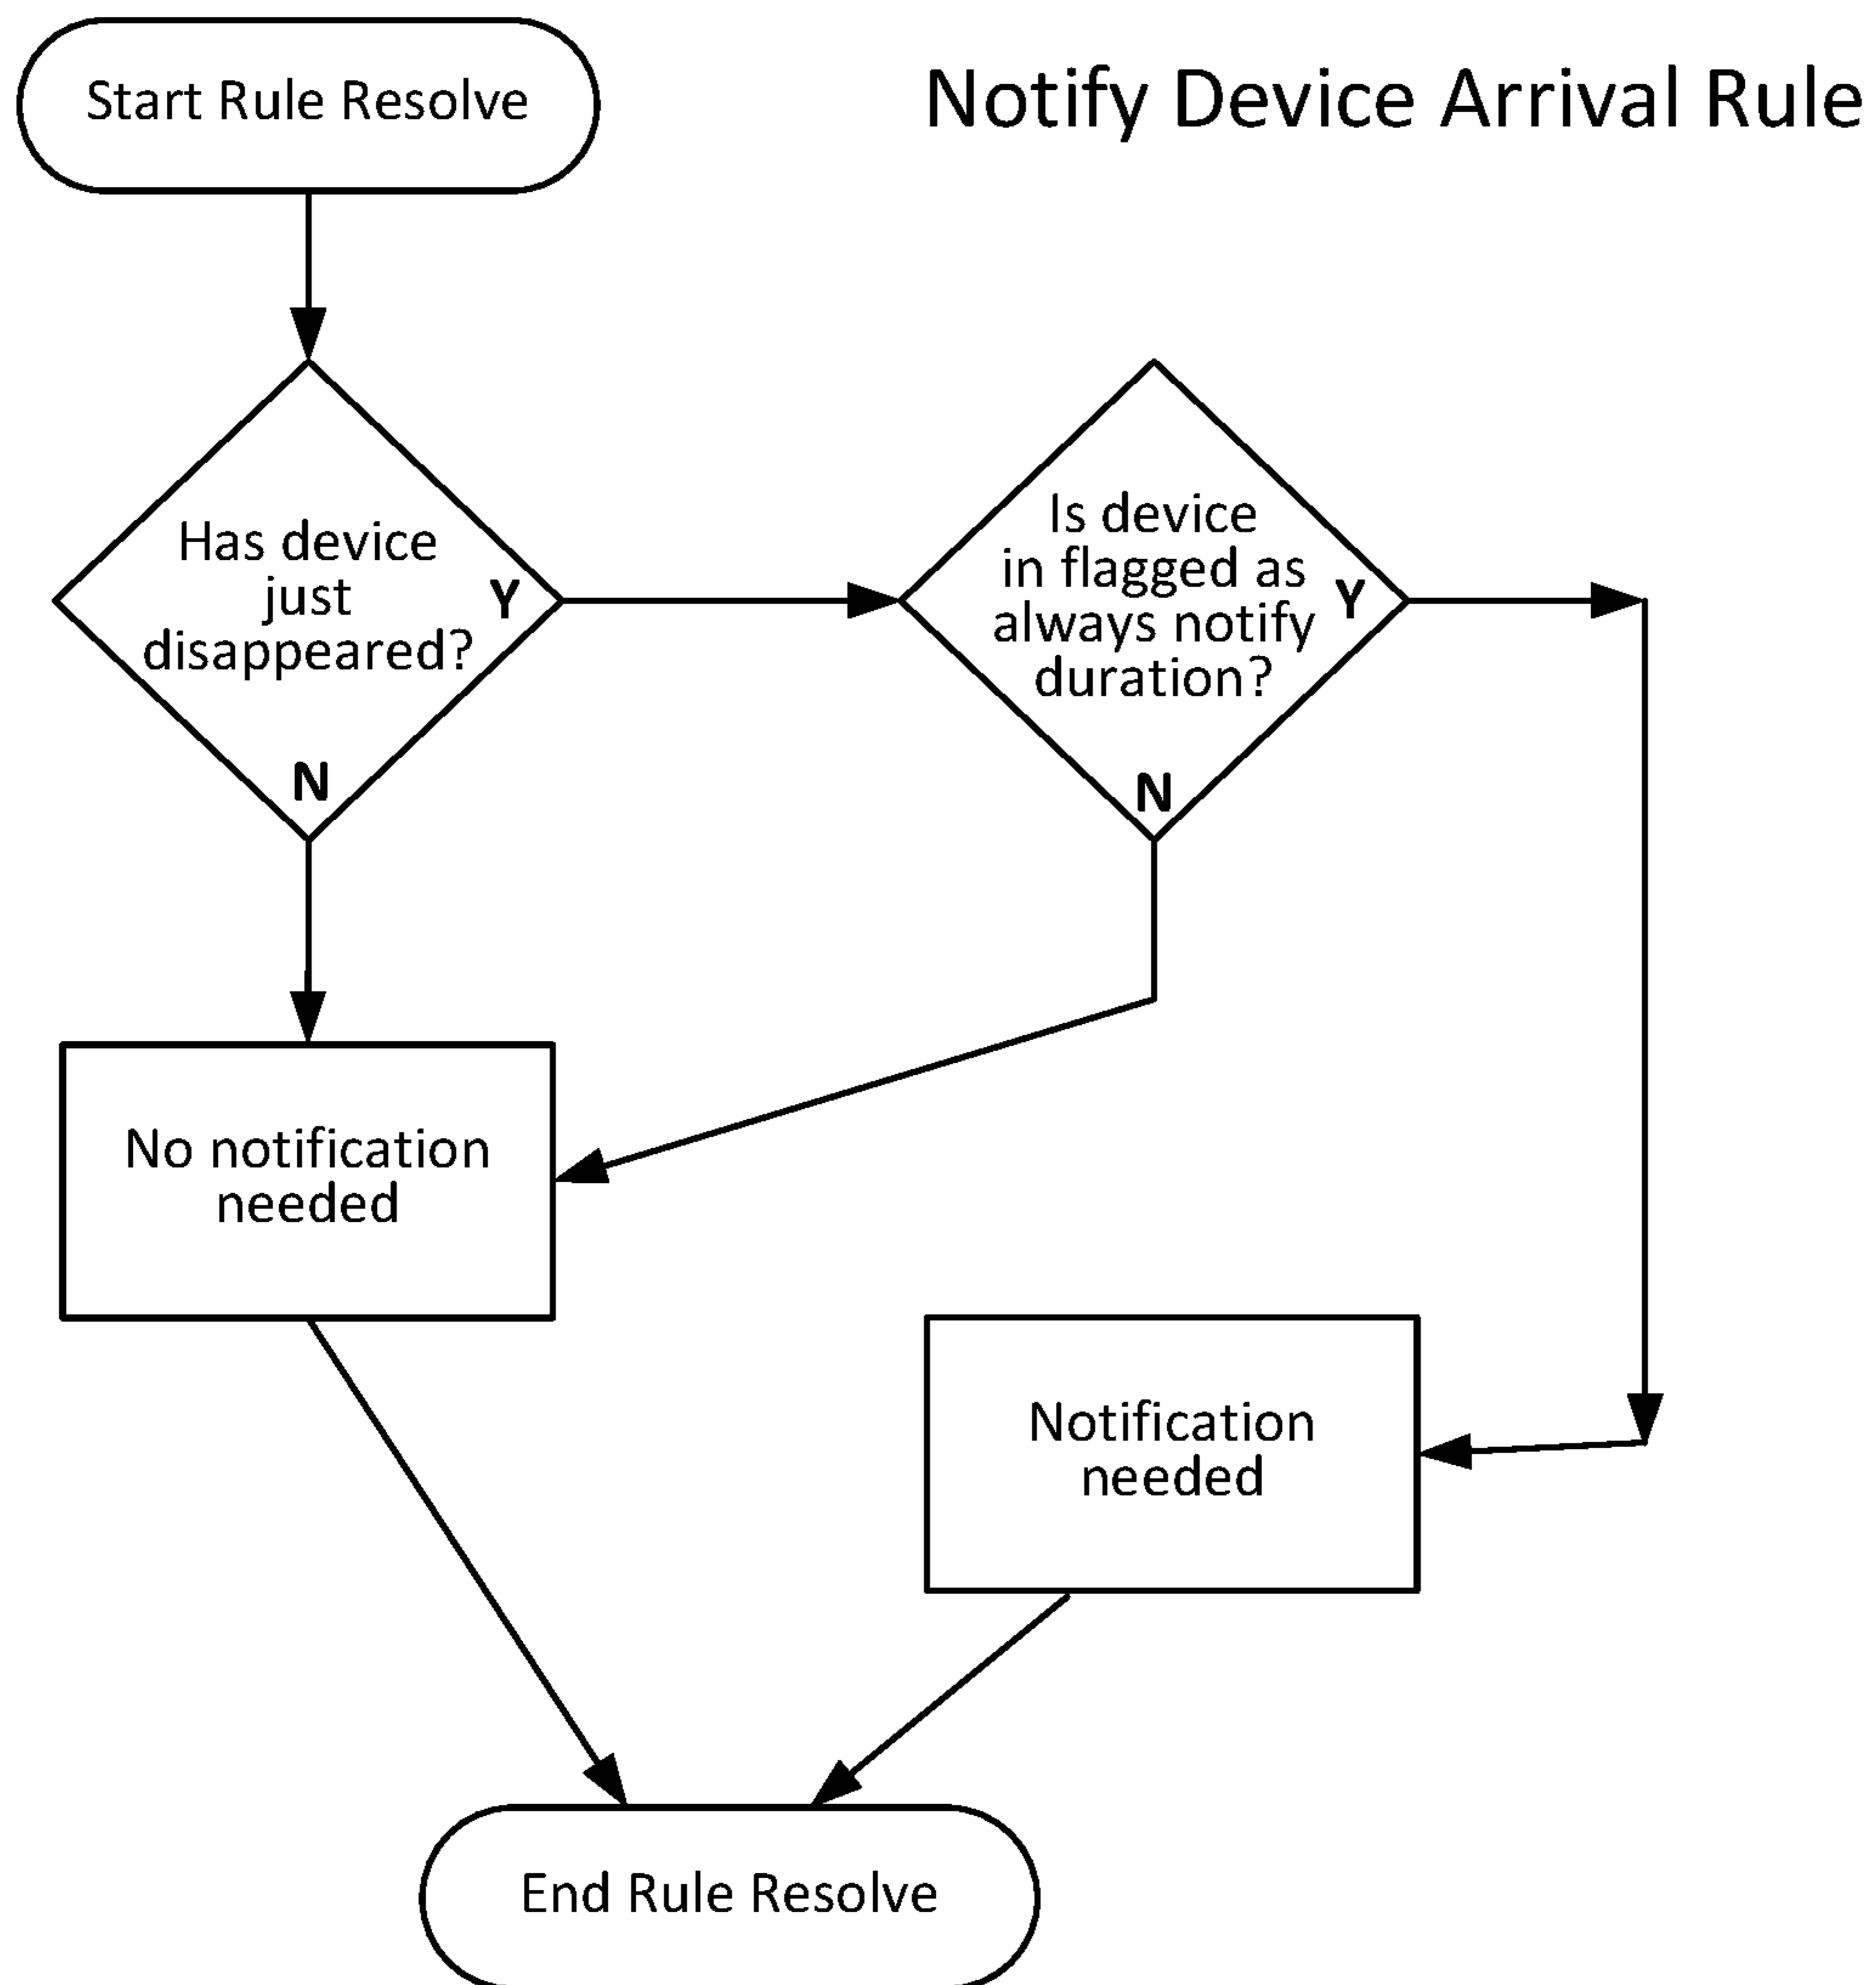 Start Rule Resolve
Notify Device Arrival Rule
Has device
just
disappeared?
Y
N
Is device
in flagged as
always notify
duration?
Y
N
No notification
needed
Notification
needed
End Rule Resolve